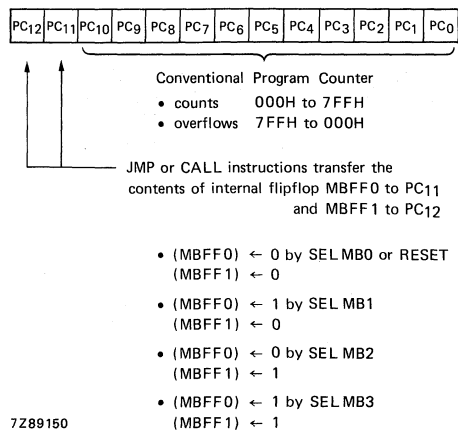 PC12 PC11 PC10 PC9 PC8 PC7 PC6 PC5 PC4 PC3 PC2 PC1 PC0
Conventional Program Counter
• counts 000H to 7FFH
• overflows 7FFH to 000H
JMP or CALL instructions transfer the
contents of internal flipflop MBFF0 to PC11
and MBFF1 to PC12
• (MBFF0) ← 0 by SEL MB0 or RESET
(MBFF1) ← 0
• (MBFF0) ← 1 by SEL MB1
(MBFF1) ← 0
• (MBFF0) ← 0 by SEL MB2
(MBFF1) ← 1
• (MBFF0) ← 1 by SEL MB3
(MBFF1) ← 1
7Z89150